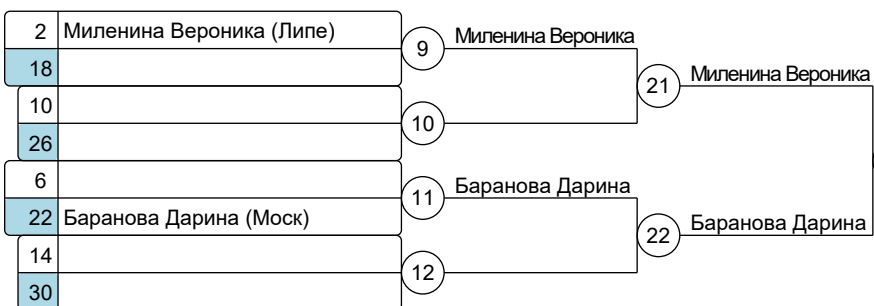 2 Миленина Вероника (Липе)
9 Миленина Вероника
18
21 Миленина Вероника
10
10
26
6
11 Баранова Дарина
22 Баранова Дарина (Моск)
22 Баранова Дарина
14
12
30